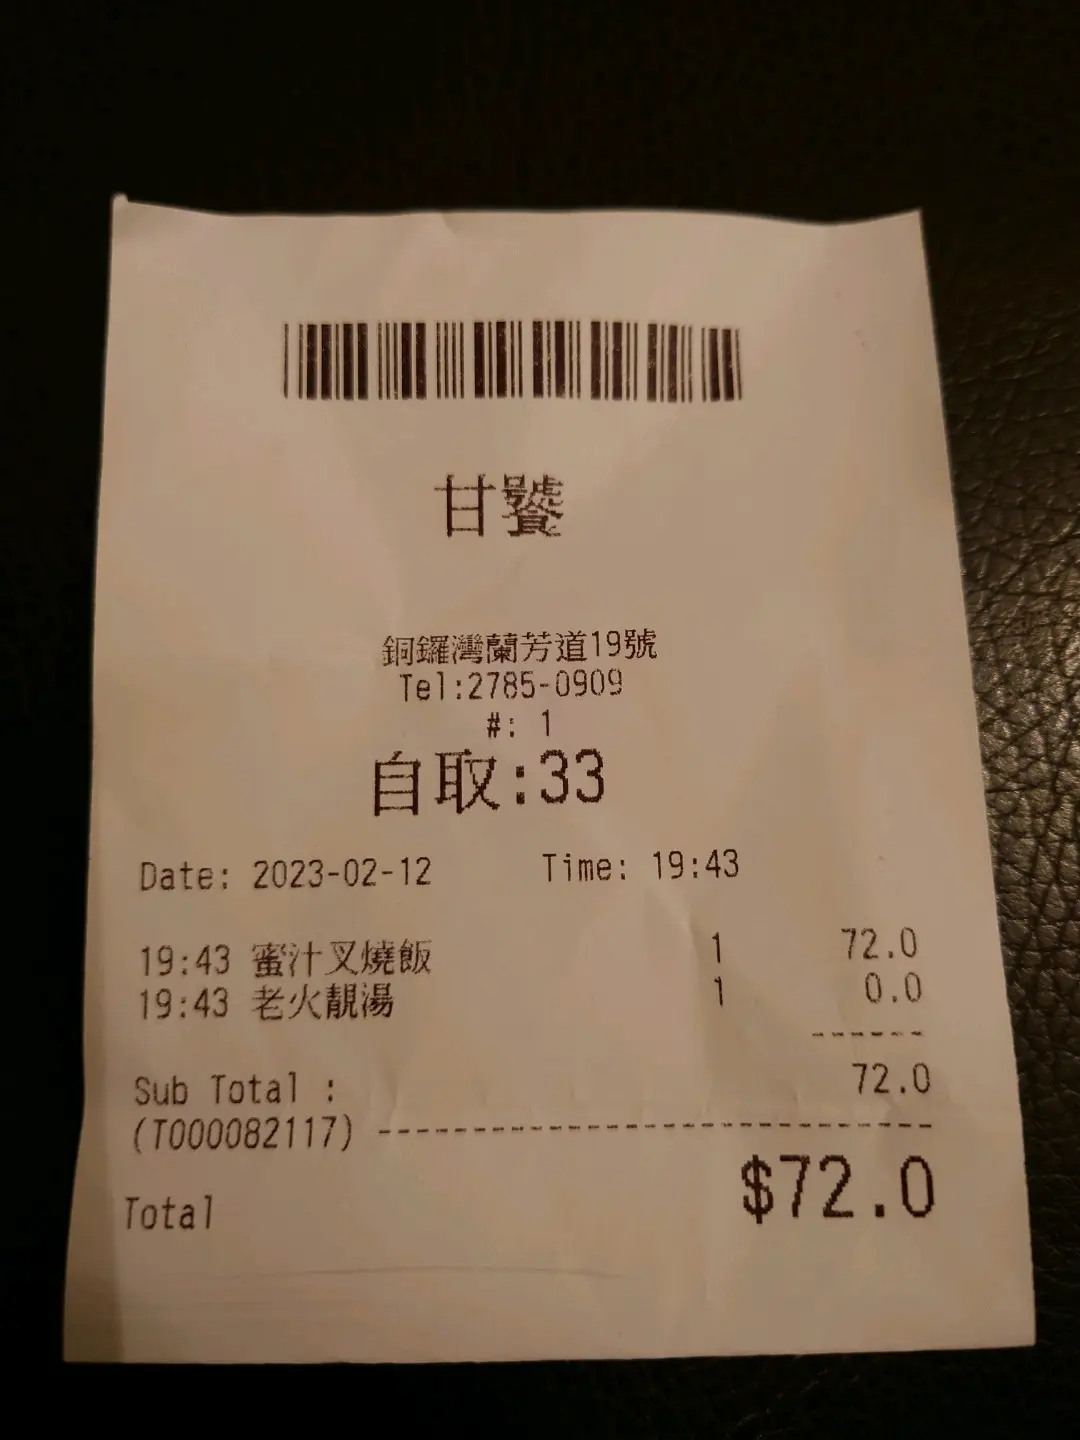 甘饕
銅鑼灣蘭芳道19號
Tel:2785-0909
#: 1
自取:33
Date: 2023-02-12 Time: 19:43
19:43 蜜汁叉燒飯 1 72.0
19:43 老火靚湯 1 0.0
Sub Total : 72.0
(T000082117)
Total $72.0